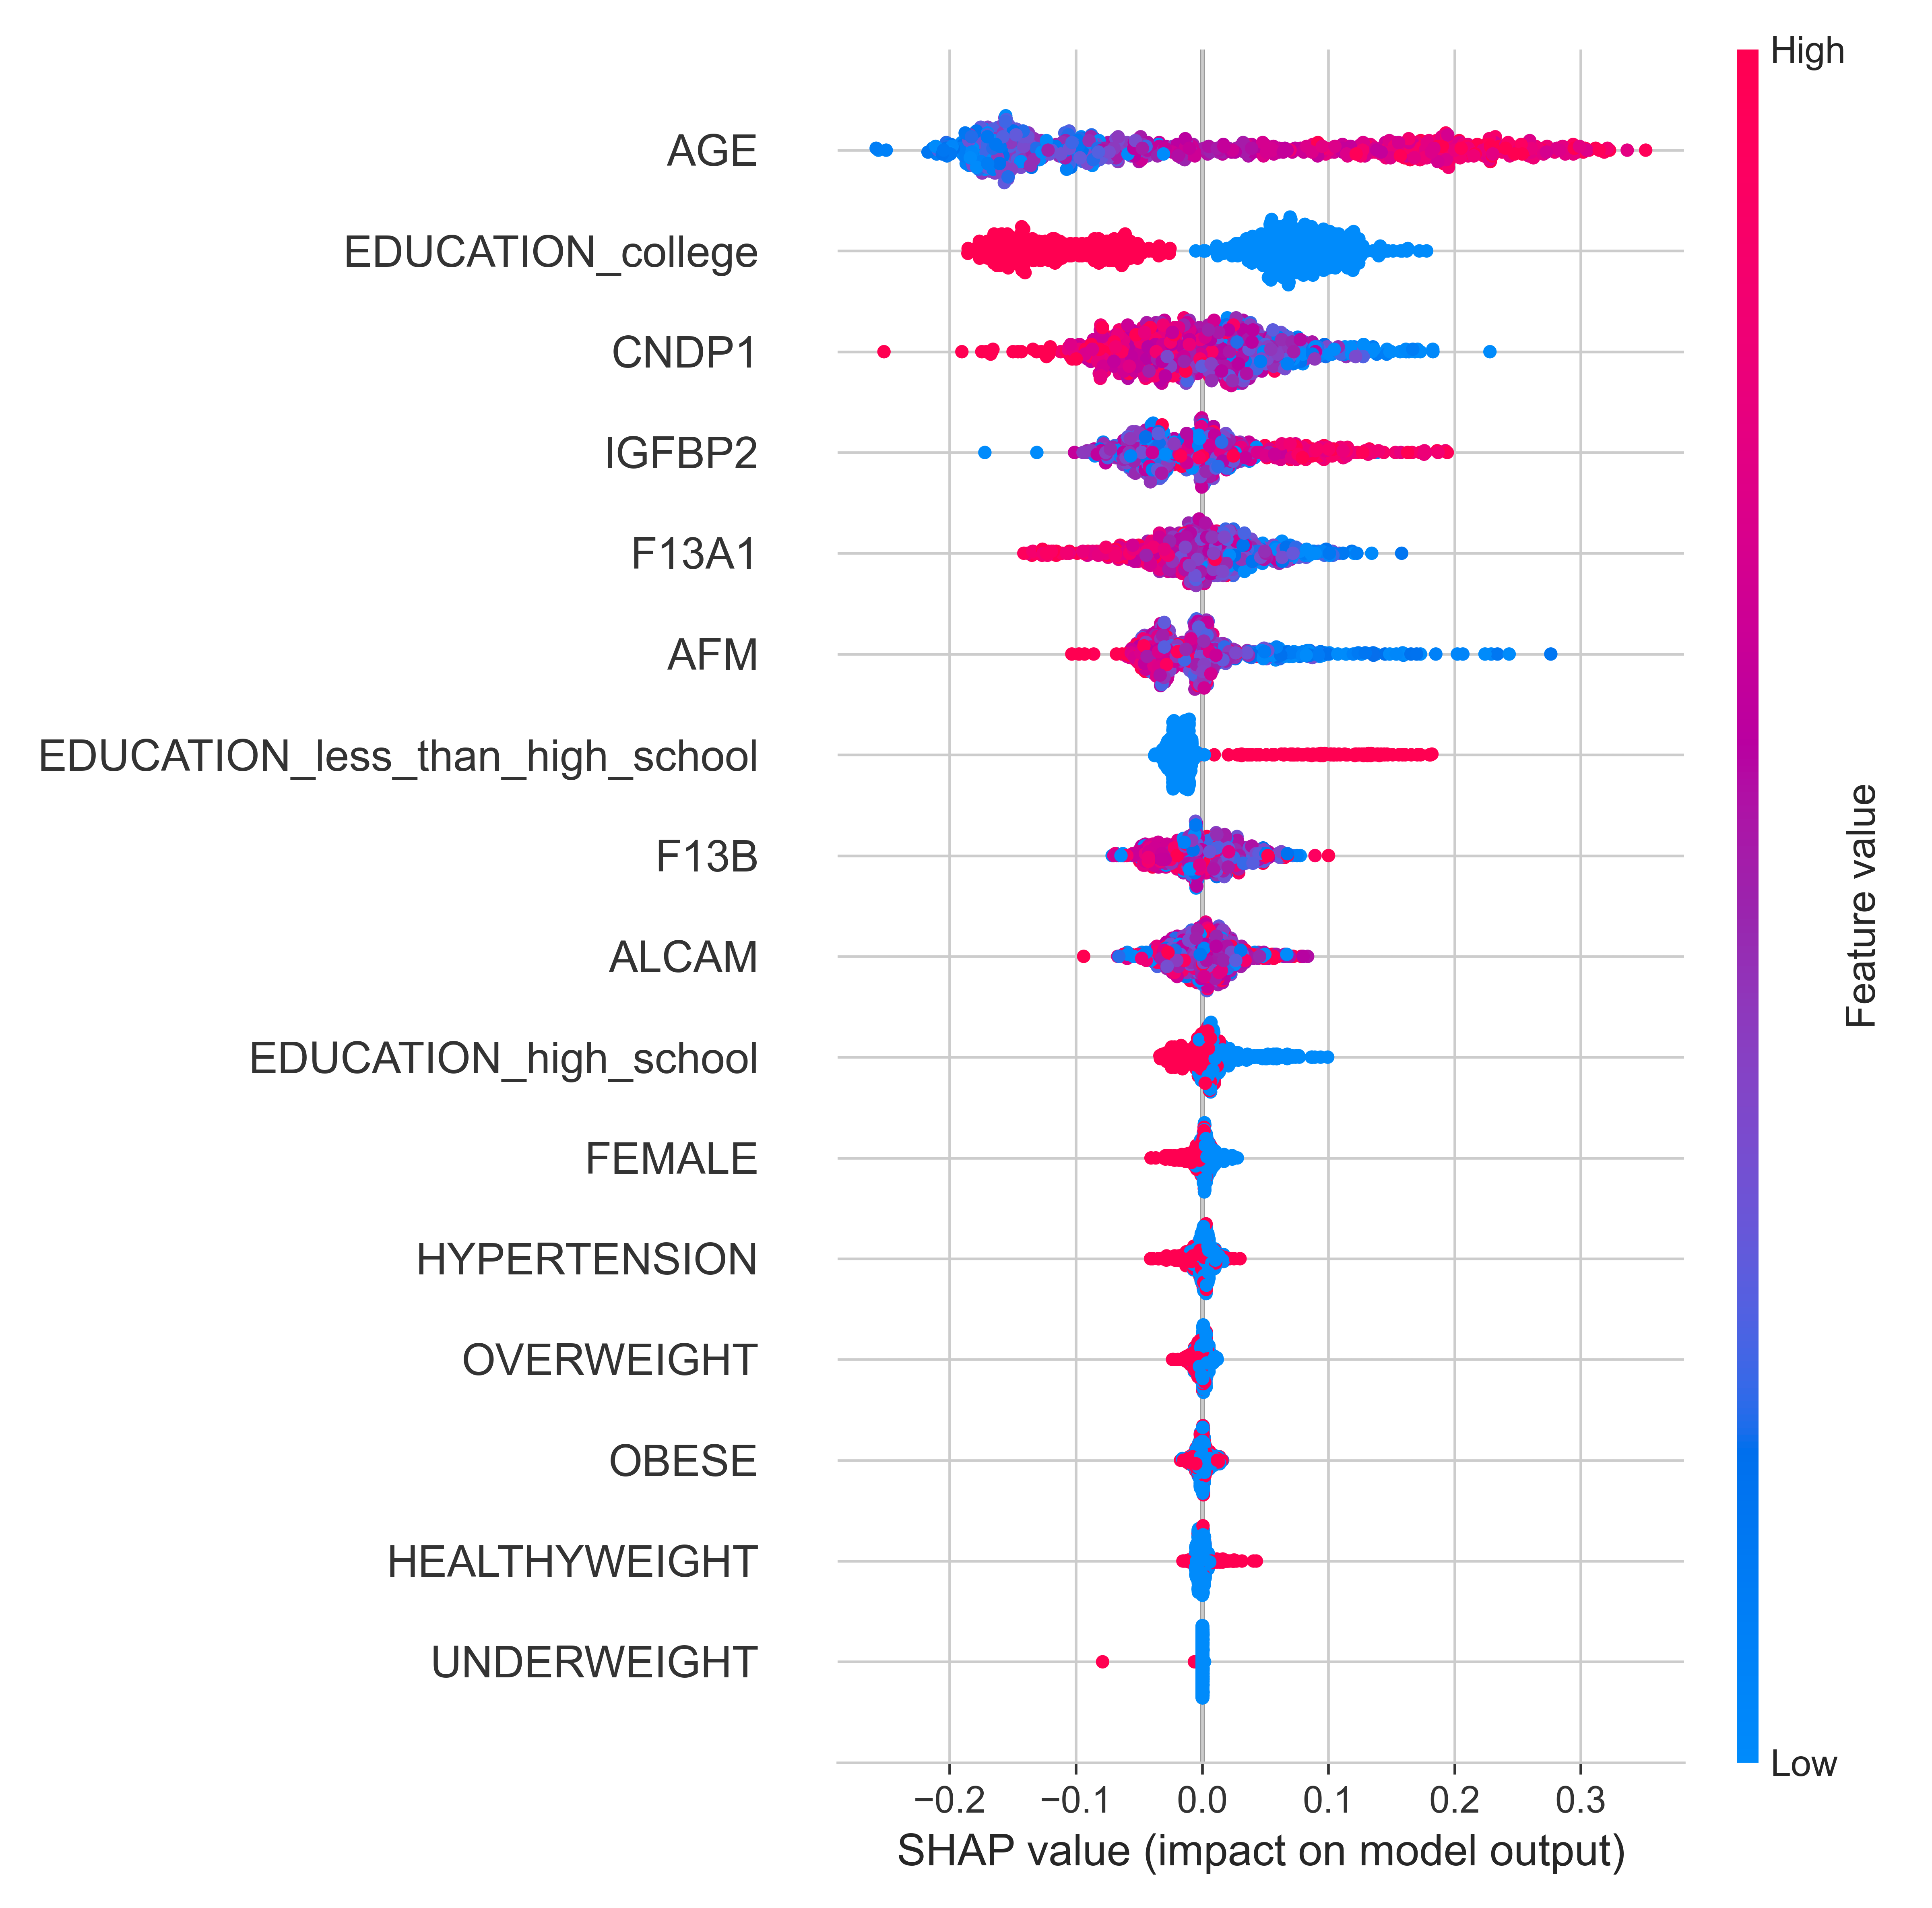 High
AGE
EDUCATION_college
CNDP1
IGFBP2
F13A1
AFM
EDUCATION_less_than_high_school
F13B
ALCAM
EDUCATION_high_school
FEMALE
HYPERTENSION
OVERWEIGHT
OBESE
HEALTHYWEIGHT
UNDERWEIGHT
Feature value
Low
−0.2 −0.1 0.0 0.1 0.2 0.3
SHAP value (impact on model output)